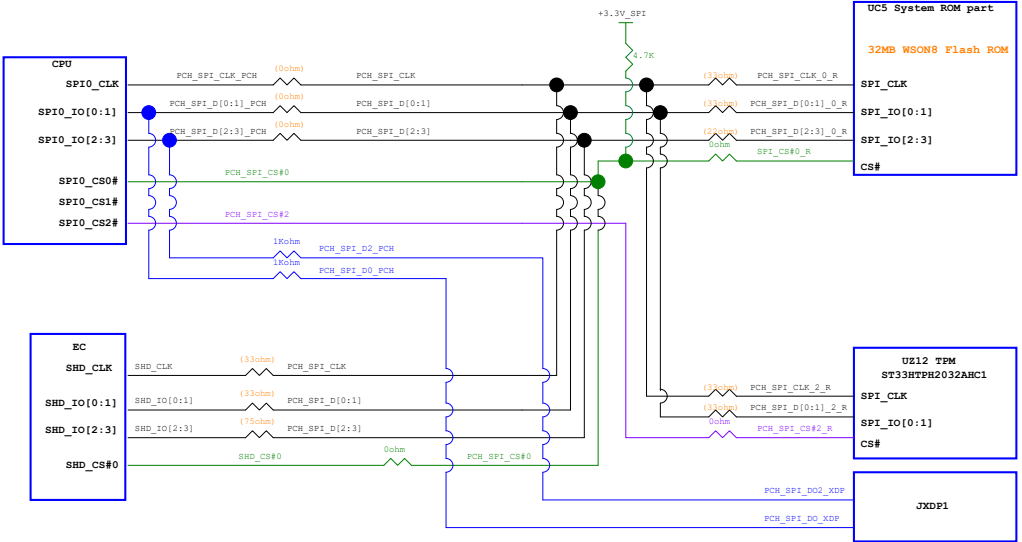 UC5 System ROM part
+3.3V_SPI
32MB WSON8 Flash ROM
4.7K
CPU
SPI0_CLK
PCH_SPI_CLK_PCH
(0ohm)
PCH_SPI_CLK
(33ohm)
PCH_SPI_CLK_0_R
SPI_CLK
SPI0_IO[0:1]
PCH_SPI_D[0:1]_PCH
(0ohm)
PCH_SPI_D[0:1]
(33ohm)
PCH_SPI_D[0:1]_0_R
SPI_IO[0:1]
SPI0_IO[2:3]
PCH_SPI_D[2:3]_PCH
(0ohm)
PCH_SPI_D[2:3]
(22ohm)
PCH_SPI_D[2:3]_0_R
SPI_IO[2:3]
0ohm
SPI_CS#0_R
CS#
SPI0_CS0#
PCH_SPI_CS#0
SPI0_CS1#
SPI0_CS2#
PCH_SPI_CS#2
1Kohm
PCH_SPI_D2_PCH
1Kohm
PCH_SPI_D0_PCH
EC
SHD_CLK
SHD_CLK
(33ohm)
PCH_SPI_CLK
SHD_IO[0:1]
SHD_IO[0:1]
(33ohm)
PCH_SPI_D[0:1]
SHD_IO[2:3]
SHD_IO[2:3]
(75ohm)
PCH_SPI_D[2:3]
SHD_CS#0
SHD_CS#0
0ohm
PCH_SPI_CS#0
UZ12 TPM
ST33HTPH2032AHC1
(33ohm)
PCH_SPI_CLK_2_R
SPI_CLK
(33ohm)
PCH_SPI_D[0:1]_2_R
SPI_IO[0:1]
0ohm
PCH_SPI_CS#2_R
CS#
PCH_SPI_DO2_XDP
PCH_SPI_DO_XDP
JXDP1